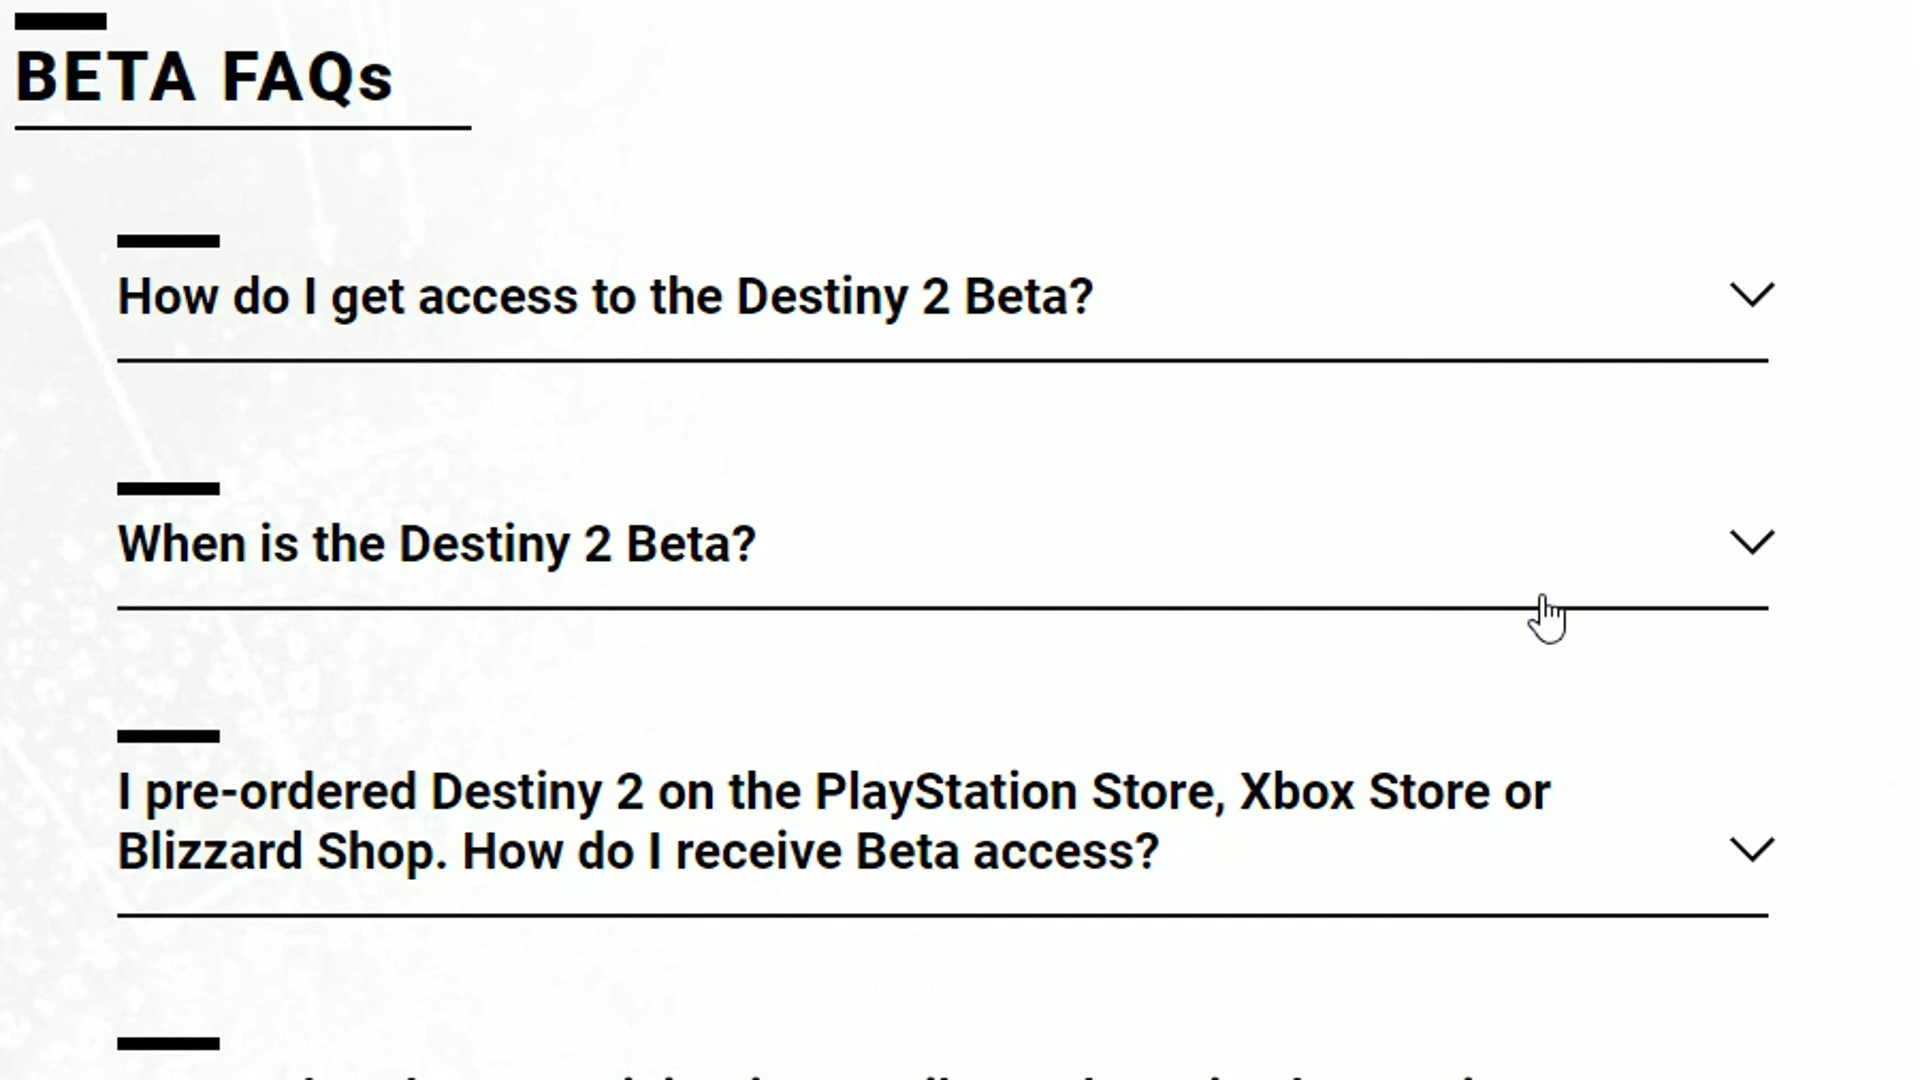 BETA FAQs
How do I get access to the Destiny 2 Beta?
When is the Destiny 2 Beta?
I pre-ordered Destiny 2 on the PlayStation Store, Xbox Store or
Blizzard Shop. How do I receive Beta access?